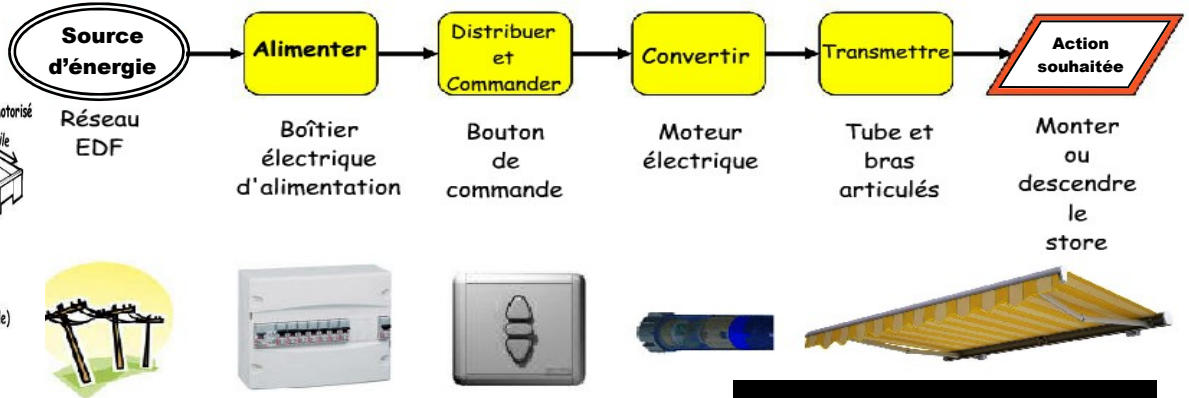 Source
d'énergie
Alimenter
Distribuer
et
Commander
Convertir
Transmettre
Action
souhaitée
Réseau
EDF
Boîtier
électrique
d'alimentation
Bouton
de
commande
Moteur
électrique
Tube et
bras
articulés
Monter
ou
descendre
le
store